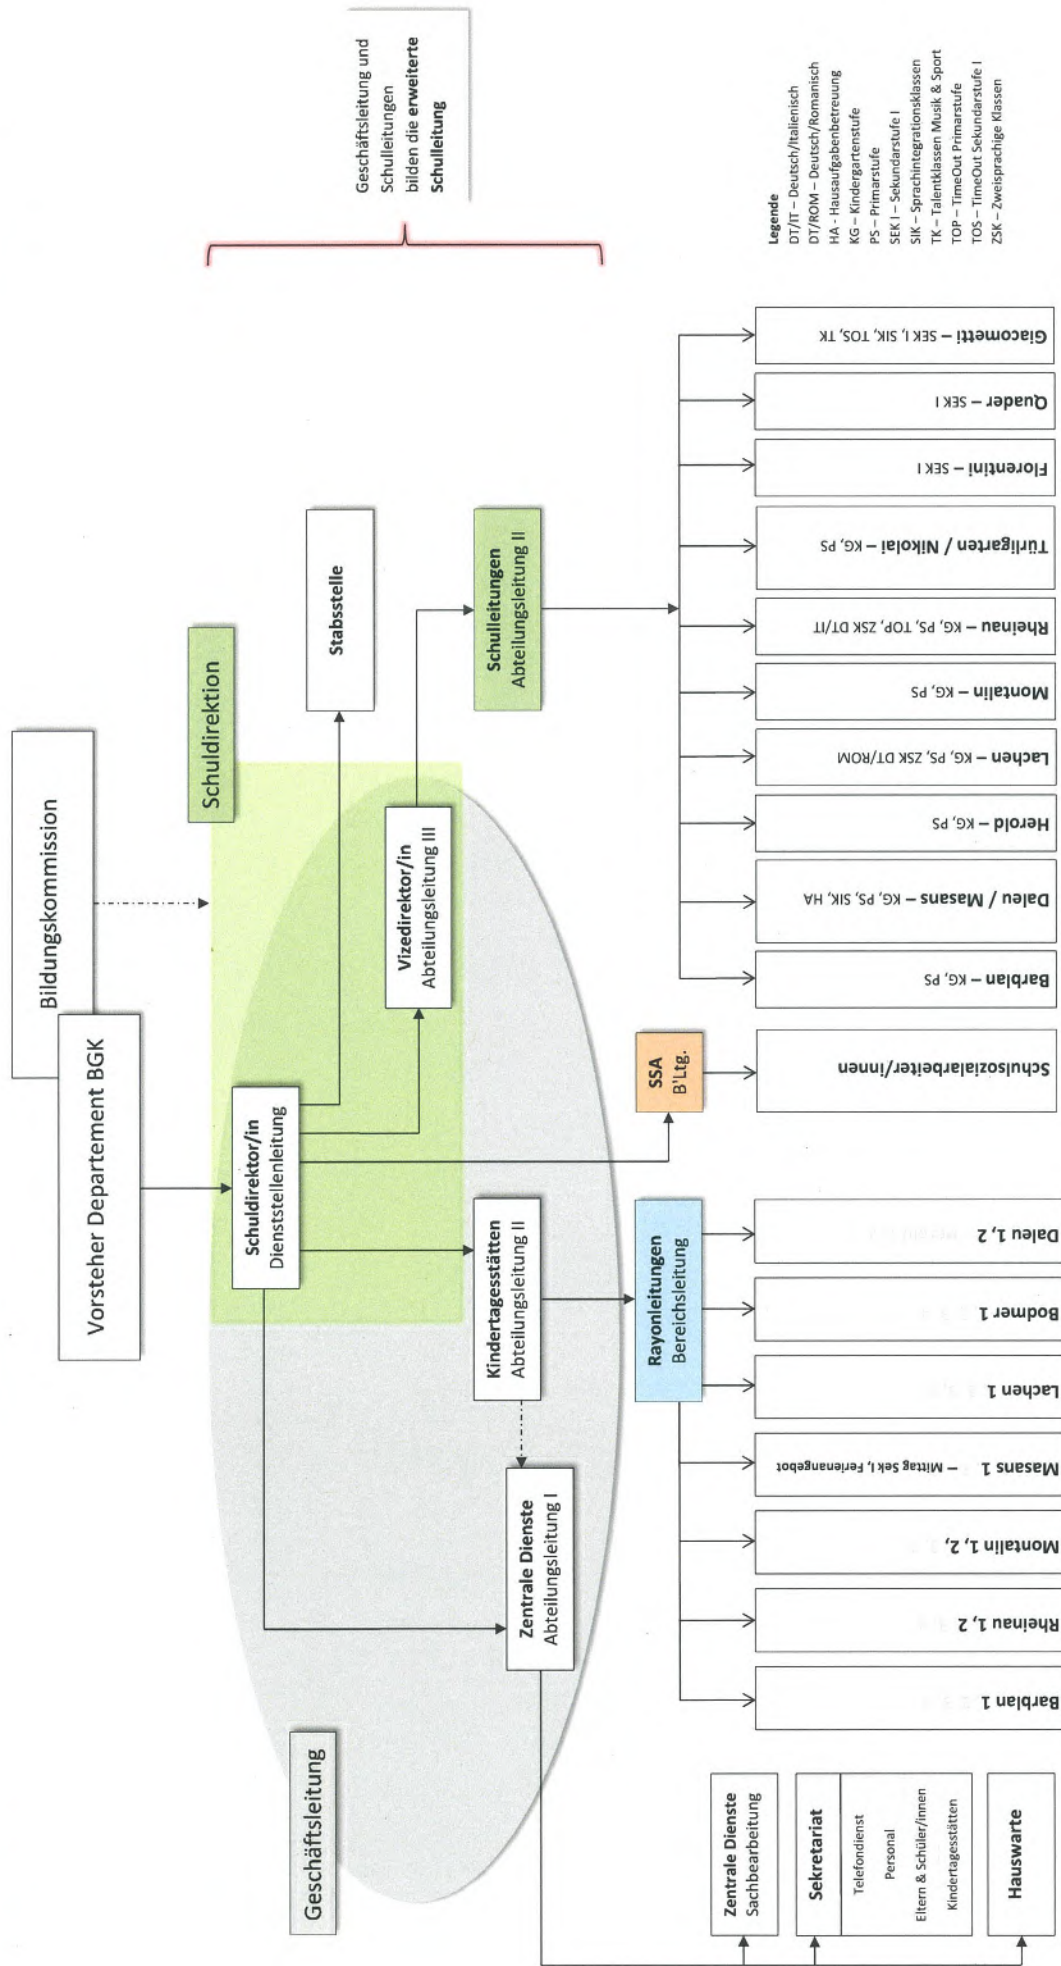 Bildungskommission
Vorsteher Departement BGK
Schuldirektion
Geschäftsleitung
Geschäftsleitung und
Schulleitungen
bilden die erweiterte
Schulleitung
Schuldirektor/in
Dienststellenleitung
Stabsstelle
Vizedirektor/in
Abteilungsleitung III
Kindertagesstätten
Abteilungsleitung II
Schulleitungen
Abteilungsleitung II
Zentrale Dienste
Abteilungsleitung I
Rayonleitungen
Bereichsleitung
SSA
B'Ltg.
Zentrale Dienste
Sachbearbeitung
Sekretariat
Telefondienst
Personal
Eltern & Schüler/innen
Kindertagesstätten
Hauswarte
Barblan 1
Rheinau 1, 2
Montalin 1, 2,
Masans 1 – Mittag Sek I, Ferienangebot
Lachen 1
Bodmer 1
Daleu 1, 2
Schulsozialarbeiter/innen
Barblan – KG, PS
Daleu / Masans – KG, PS, SIK, HA
Herold – KG, PS
Lachen – KG, PS, ZSK DT/ROM
Montalin – KG, PS
Rheinau – KG, PS, TOP, ZSK DT/IT
Türligarten / Nikolai – KG, PS
Florentini – SEK I
Quader – SEK I
Giacometti – SEK I, SIK, TOS, TK
Legende
DT/IT – Deutsch/Italienisch
DT/ROM – Deutsch/Romanisch
HA - Hausaufgabenbetreuung
KG – Kindergartenstufe
PS – Primarstufe
SEK I – Sekundarstufe I
SIK – Sprachintegrationsklassen
TK – Talentklassen Musik & Sport
TOP – TimeOut Primarstufe
TOS – TimeOut Sekundarstufe I
ZSK – Zweisprachige Klassen